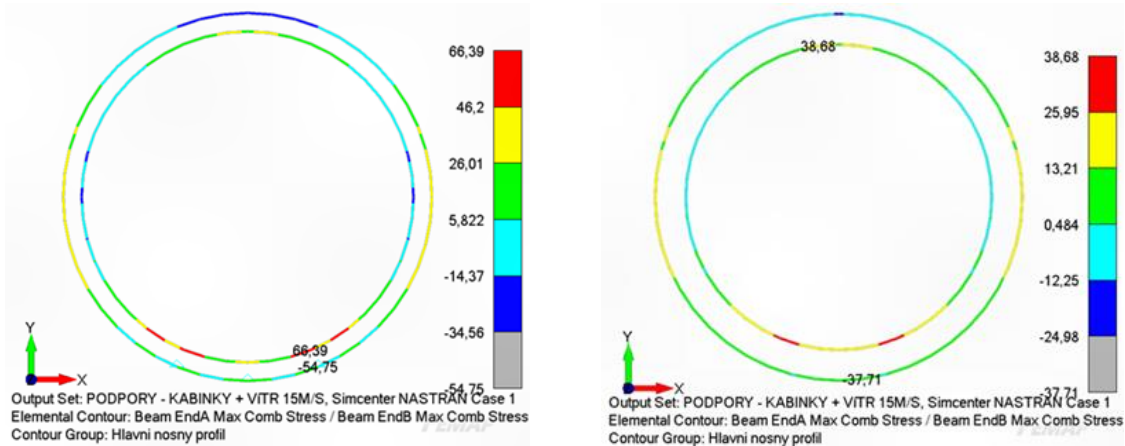 66,39
46,2
26,01
5,822
-14,37
-34,56
-54,75
66,39
-54,75
Y
X
Output Set: PODPORY - KABINKY + ViTR 15M/S, Simcenter NASTRAN Case 1
Elemental Contour: Beam EndA Max Comb Stress / Beam EndB Max Comb Stress
Contour Group: Hlavni nosny profil
FEMAP
38,68
38,68
25,95
13,21
0,484
-12,25
-24,98
-37,71
-37,71
Y
X
Output Set: PODPORY - KABINKY + ViTR 15M/S, Simcenter NASTRAN Case 1
Elemental Contour: Beam EndA Max Comb Stress / Beam EndB Max Comb Stress
Contour Group: Hlavni nosny profil
FEMAP